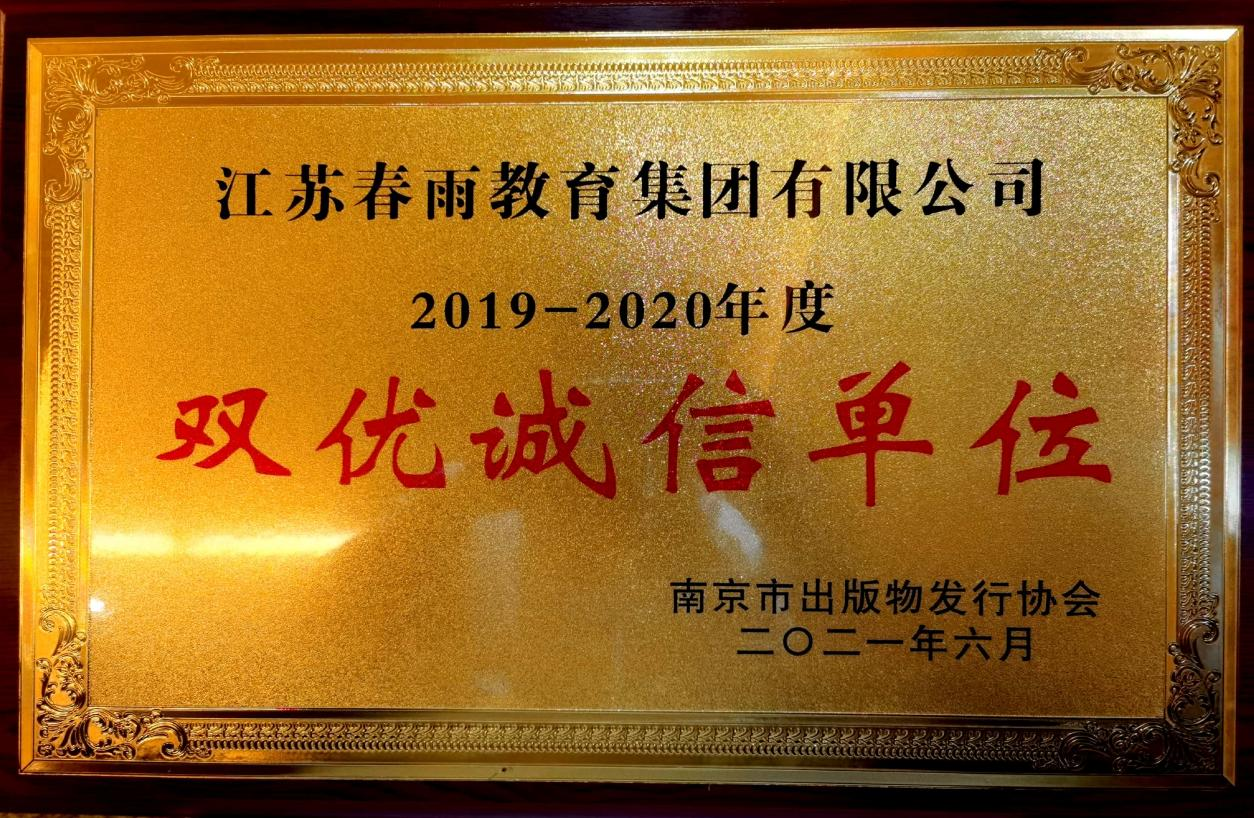 江苏春雨教育集团有限公司
2019-2020年度
双优诚信单位
南京市出版物发行协会
二〇二一年六月